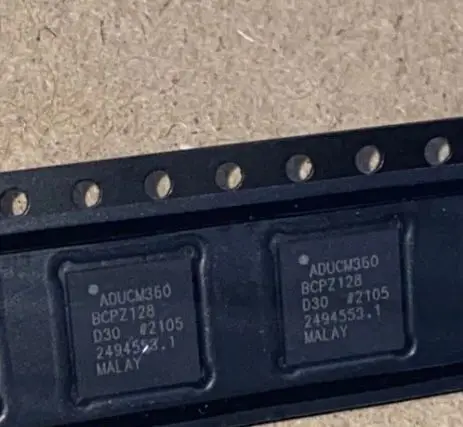 ADUCM360
BCPZ128
D30 #2105
2494553.1
MALAY
ADUCM360
BCPZ128
D30 #2105
2494553.1
MALAY